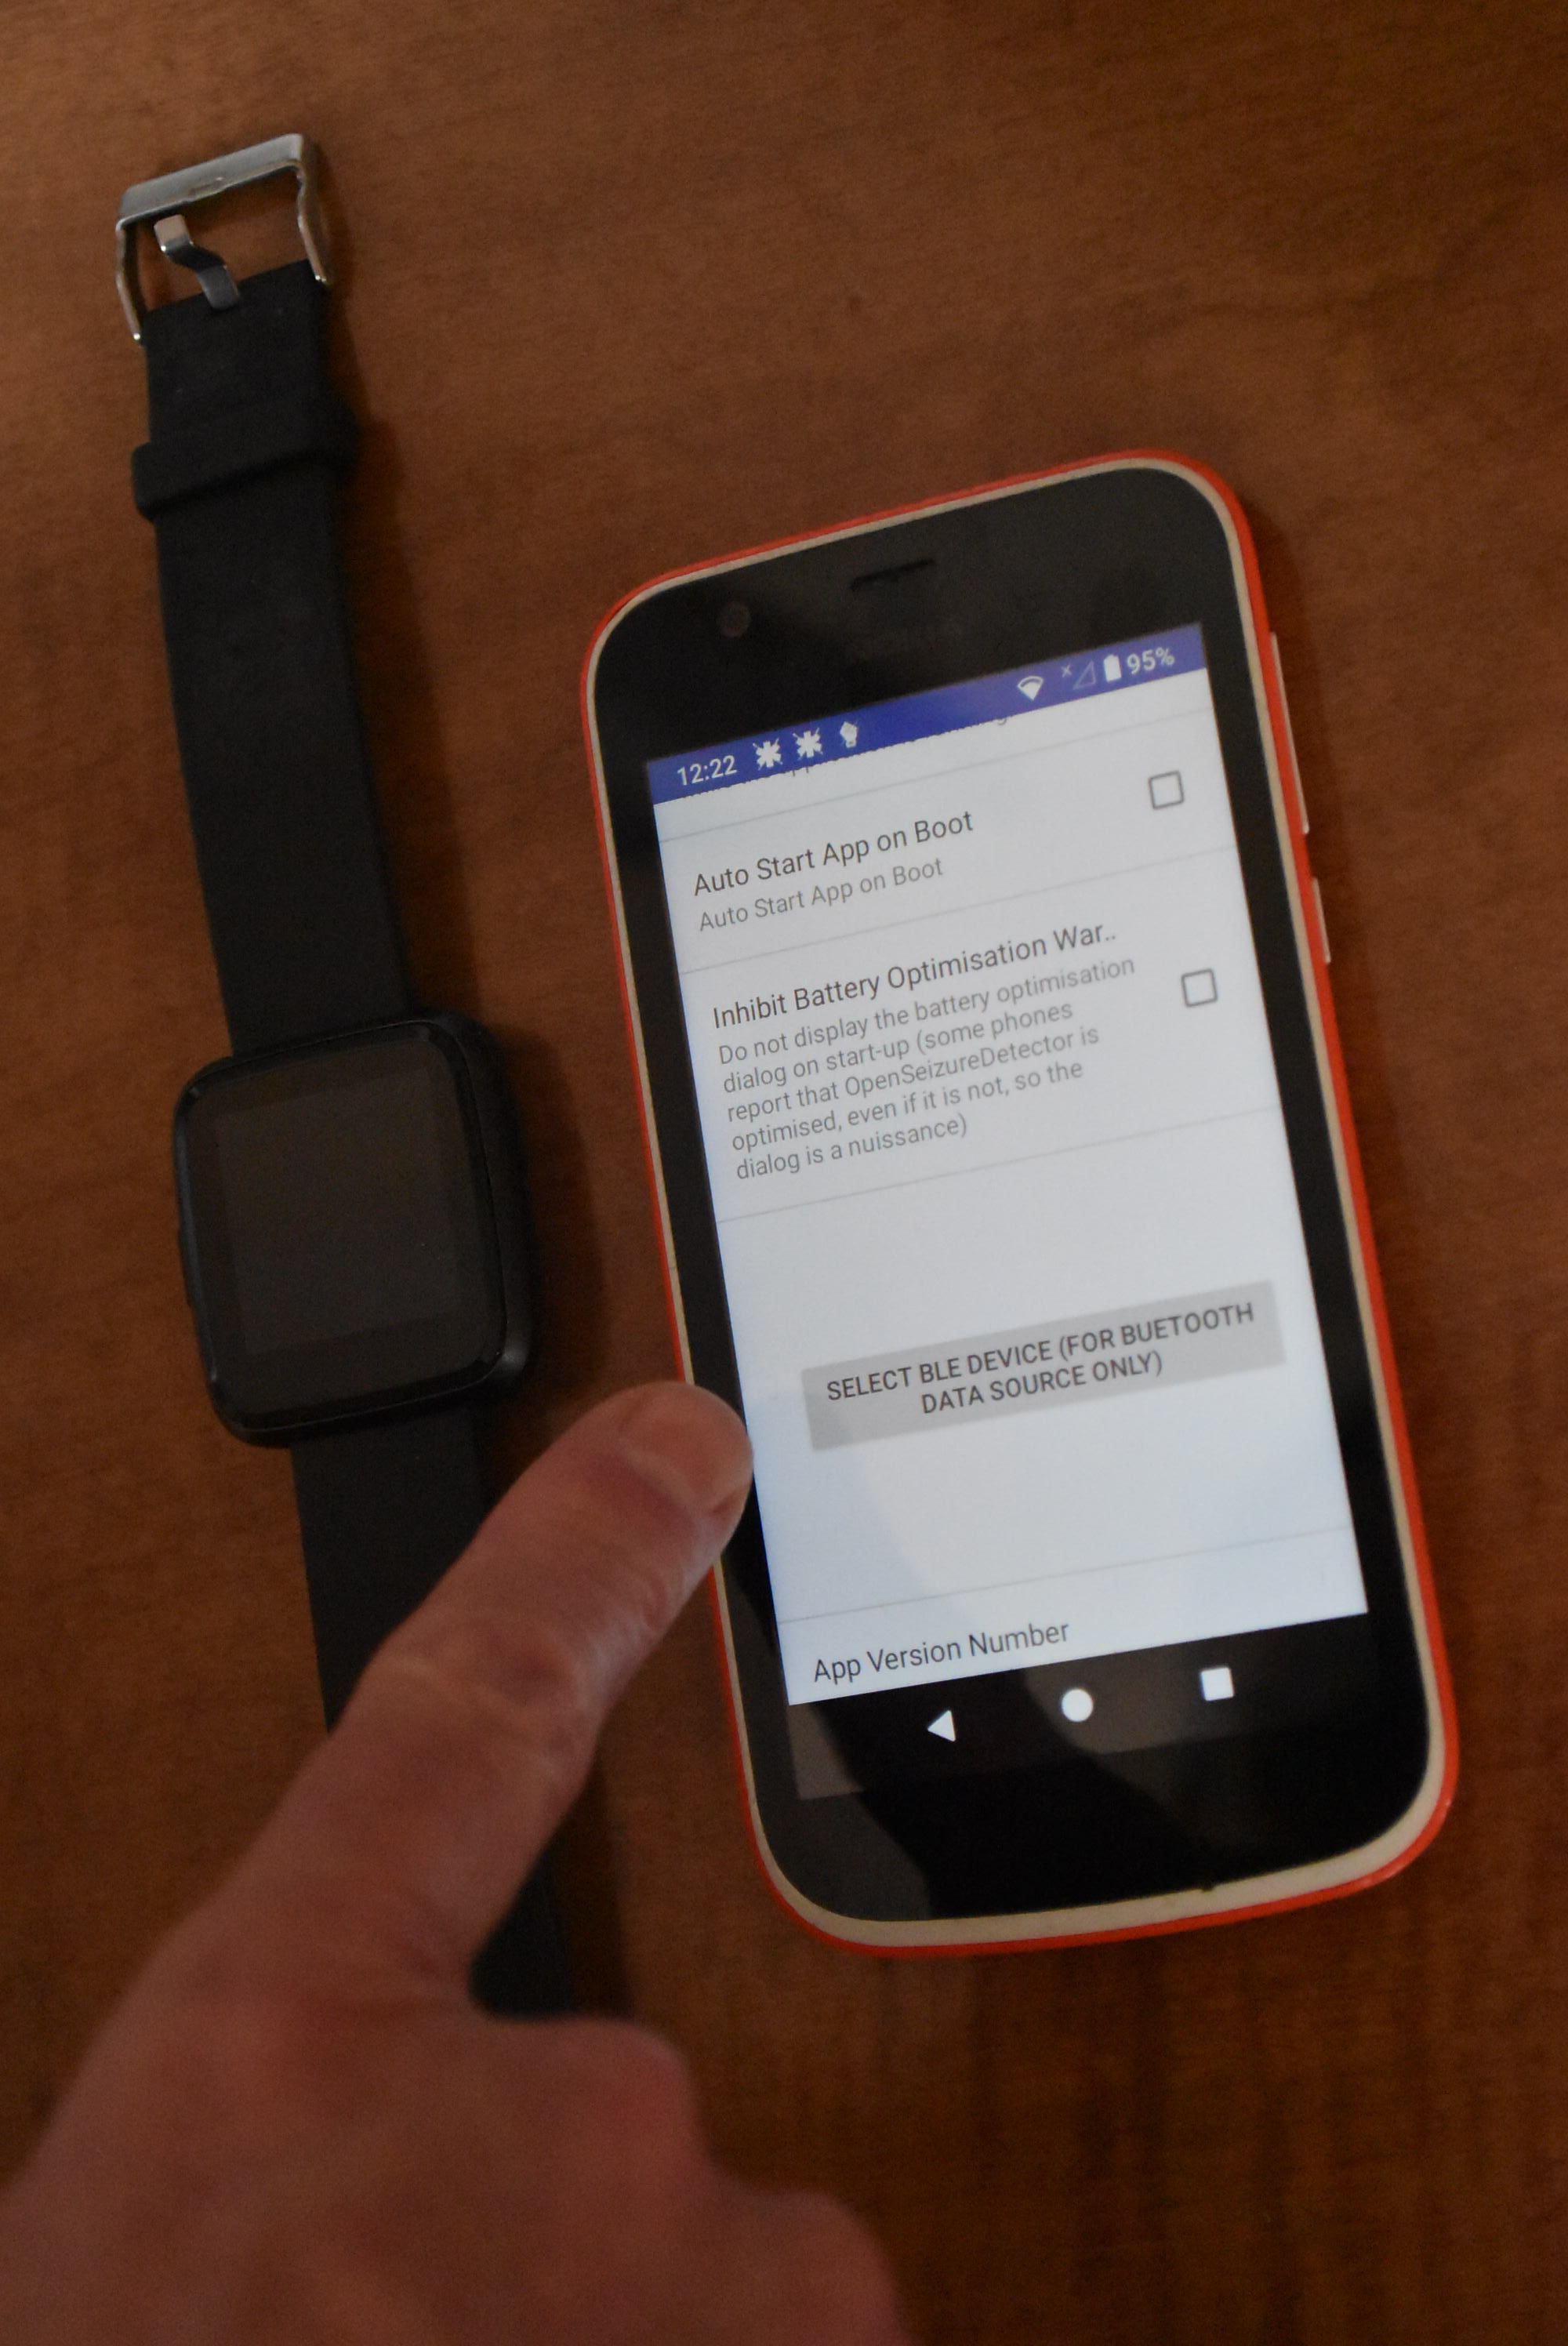 12:22 95%
Auto Start App on Boot
Auto Start App on Boot
Inhibit Battery Optimisation War..
Do not display the battery optimisation
dialog on start-up (some phones
report that OpenSeizureDetector is
optimised, even if it is not, so the
dialog is a nuissance)
SELECT BLE DEVICE (FOR BUETOOTH
DATA SOURCE ONLY)
App Version Number